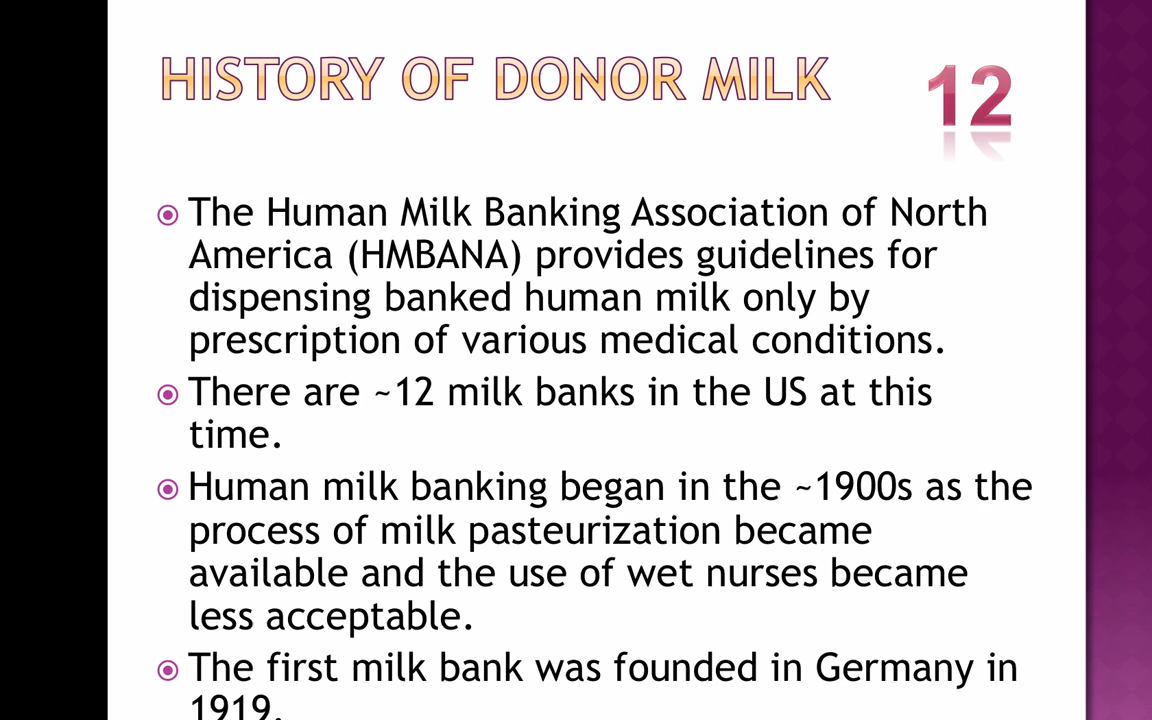 HISTORY OF DONOR MILK
12
The Human Milk Banking Association of North
America (HMBANA) provides guidelines for
dispensing banked human milk only by
prescription of various medical conditions.
There are ~12 milk banks in the US at this
time.
Human milk banking began in the ~1900s as the
process of milk pasteurization became
available and the use of wet nurses became
less acceptable.
The first milk bank was founded in Germany in
1919.